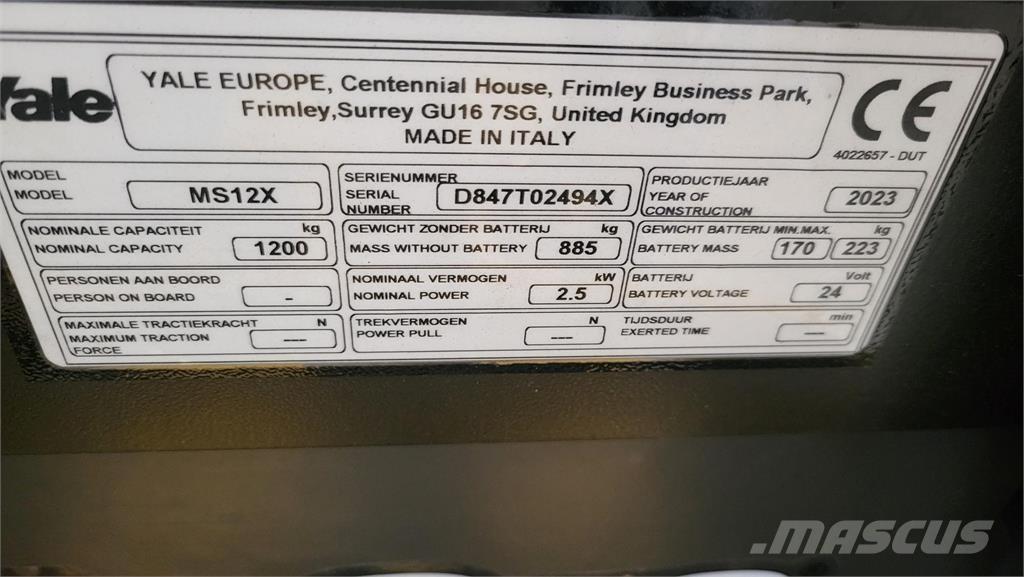 Yale
YALE EUROPE, Centennial House, Frimley Business Park,
Frimley,Surrey GU16 7SG, United Kingdom
MADE IN ITALY
CE
4022657 - DUT
MODEL
MODEL
MS12X
SERIENUMMER
SERIAL
NUMBER
D847T02494X
PRODUCTIEJAAR
YEAR OF
CONSTRUCTION
2023
NOMINALE CAPACITEIT kg
NOMINAL CAPACITY 1200
GEWICHT ZONDER BATTERIJ kg
MASS WITHOUT BATTERY 885
GEWICHT BATTERIJ MIN.MAX. kg
BATTERY MASS 170 223
PERSONEN AAN BOORD
PERSON ON BOARD -
NOMINAAL VERMOGEN kW
NOMINAL POWER 2.5
BATTERIJ Volt
BATTERY VOLTAGE 24
MAXIMALE TRACTIEKRACHT N
MAXIMUM TRACTION
FORCE
---
TREKVERMOGEN N
POWER PULL ---
TIJDSDUUR min
EXERTED TIME ---
MASCUS